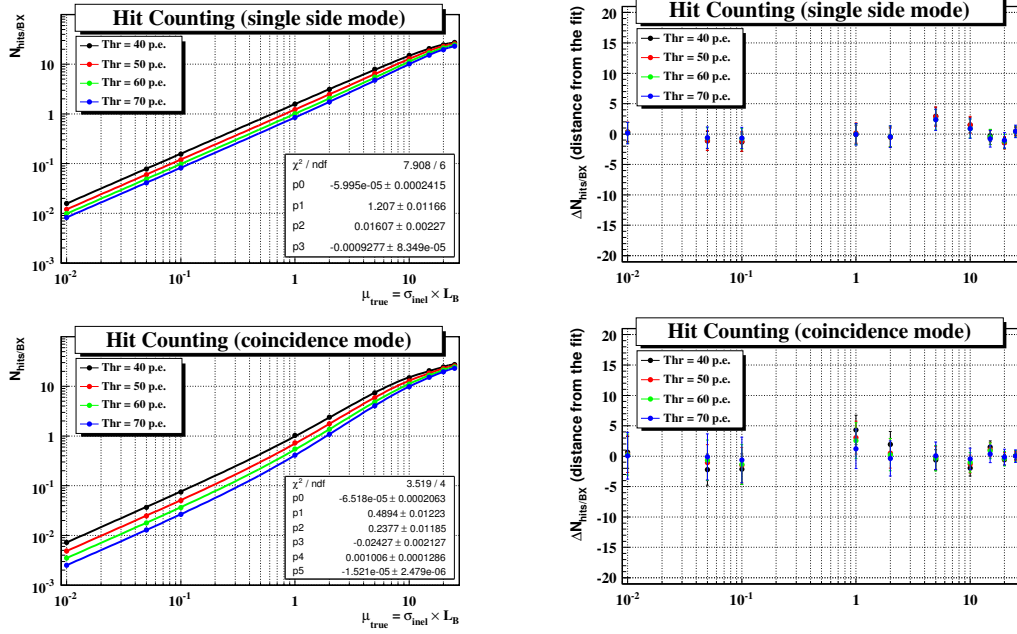 Hit Counting (single side mode)
N_hits/BX
Thr = 40 p.e.
Thr = 50 p.e.
Thr = 60 p.e.
Thr = 70 p.e.
10
1
10^-1
10^-2
10^-3
χ² / ndf 7.908 / 6
p0 -5.995e-05 ± 0.0002415
p1 1.207 ± 0.01166
p2 0.01607 ± 0.00227
p3 -0.0009277 ± 8.349e-05
10^-2 10^-1 1 10
μ_true = σ_inel × L_B
Hit Counting (single side mode)
ΔN_hits/BX (distance from the fit)
Thr = 40 p.e.
Thr = 50 p.e.
Thr = 60 p.e.
Thr = 70 p.e.
20
15
10
5
0
-5
-10
-15
-20
10^-2 10^-1 1 10
Hit Counting (coincidence mode)
N_hits/BX
Thr = 40 p.e.
Thr = 50 p.e.
Thr = 60 p.e.
Thr = 70 p.e.
10
1
10^-1
10^-2
10^-3
χ² / ndf 3.519 / 4
p0 -6.518e-05 ± 0.0002063
p1 0.4894 ± 0.01223
p2 0.2377 ± 0.01185
p3 -0.02427 ± 0.002127
p4 0.001006 ± 0.0001286
p5 -1.521e-05 ± 2.479e-06
10^-2 10^-1 1 10
μ_true = σ_inel × L_B
Hit Counting (coincidence mode)
ΔN_hits/BX (distance from the fit)
Thr = 40 p.e.
Thr = 50 p.e.
Thr = 60 p.e.
Thr = 70 p.e.
20
15
10
5
0
-5
-10
-15
-20
10^-2 10^-1 1 10